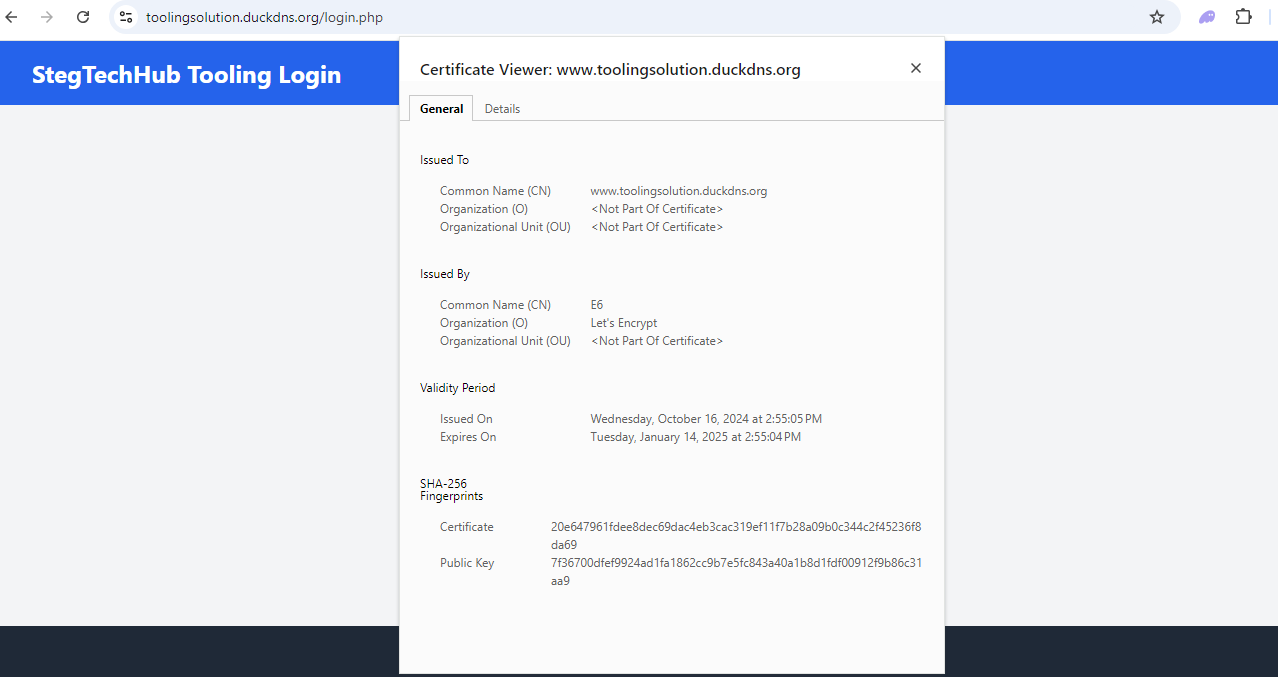 toolingsolution.duckdns.org/login.php
StegTechHub Tooling Login
Certificate Viewer: www.toolingsolution.duckdns.org
General Details
Issued To
Common Name (CN) www.toolingsolution.duckdns.org
Organization (O) <Not Part Of Certificate>
Organizational Unit (OU) <Not Part Of Certificate>
Issued By
Common Name (CN) E6
Organization (O) Let's Encrypt
Organizational Unit (OU) <Not Part Of Certificate>
Validity Period
Issued On Wednesday, October 16, 2024 at 2:55:05 PM
Expires On Tuesday, January 14, 2025 at 2:55:04 PM
SHA-256
Fingerprints
Certificate 20e647961fdee8dec69dac4eb3cac319ef11f7b28a09b0c344c2f45236f8
da69
Public Key 7f36700dfef9924ad1fa1862cc9b7e5fc843a40a1b8d1fdf00912f9b86c31
aa9